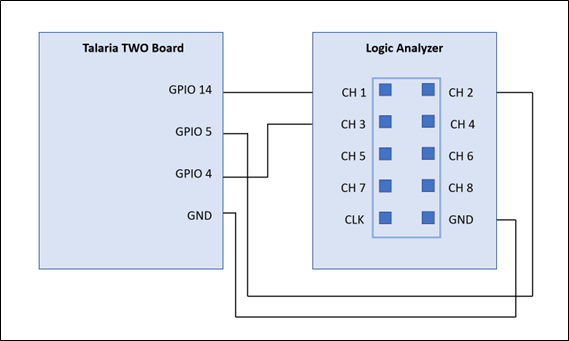 Talaria TWO Board
GPIO 14
GPIO 5
GPIO 4
GND
Logic Analyzer
CH 1 CH 2
CH 3 CH 4
CH 5 CH 6
CH 7 CH 8
CLK GND